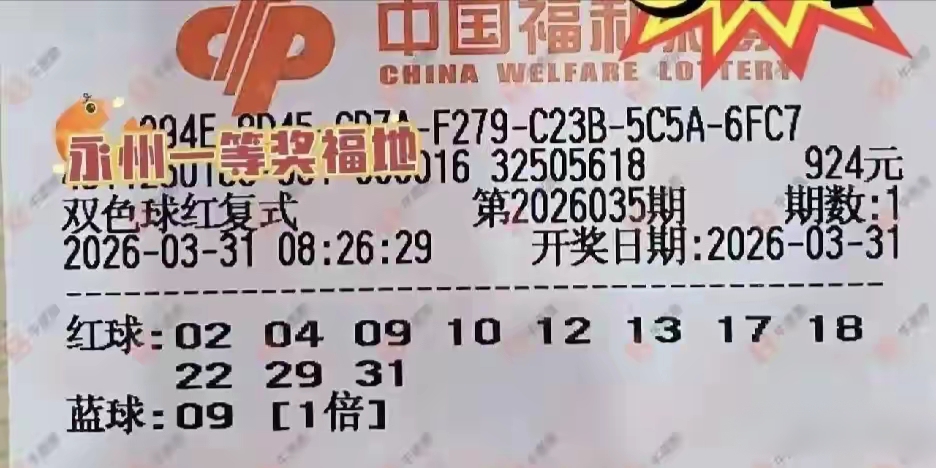 中国福利
CHINA WELFARE LOTTERY
永州一等奖福地
-F279-C23B-5C5A-6FC7
32505618 924元
双色球红复式 第2026035期 期数:1
2026-03-31 08:26:29 开奖日期:2026-03-31
红球:02 04 09 10 12 13 17 18
22 29 31
蓝球:09 [1倍]